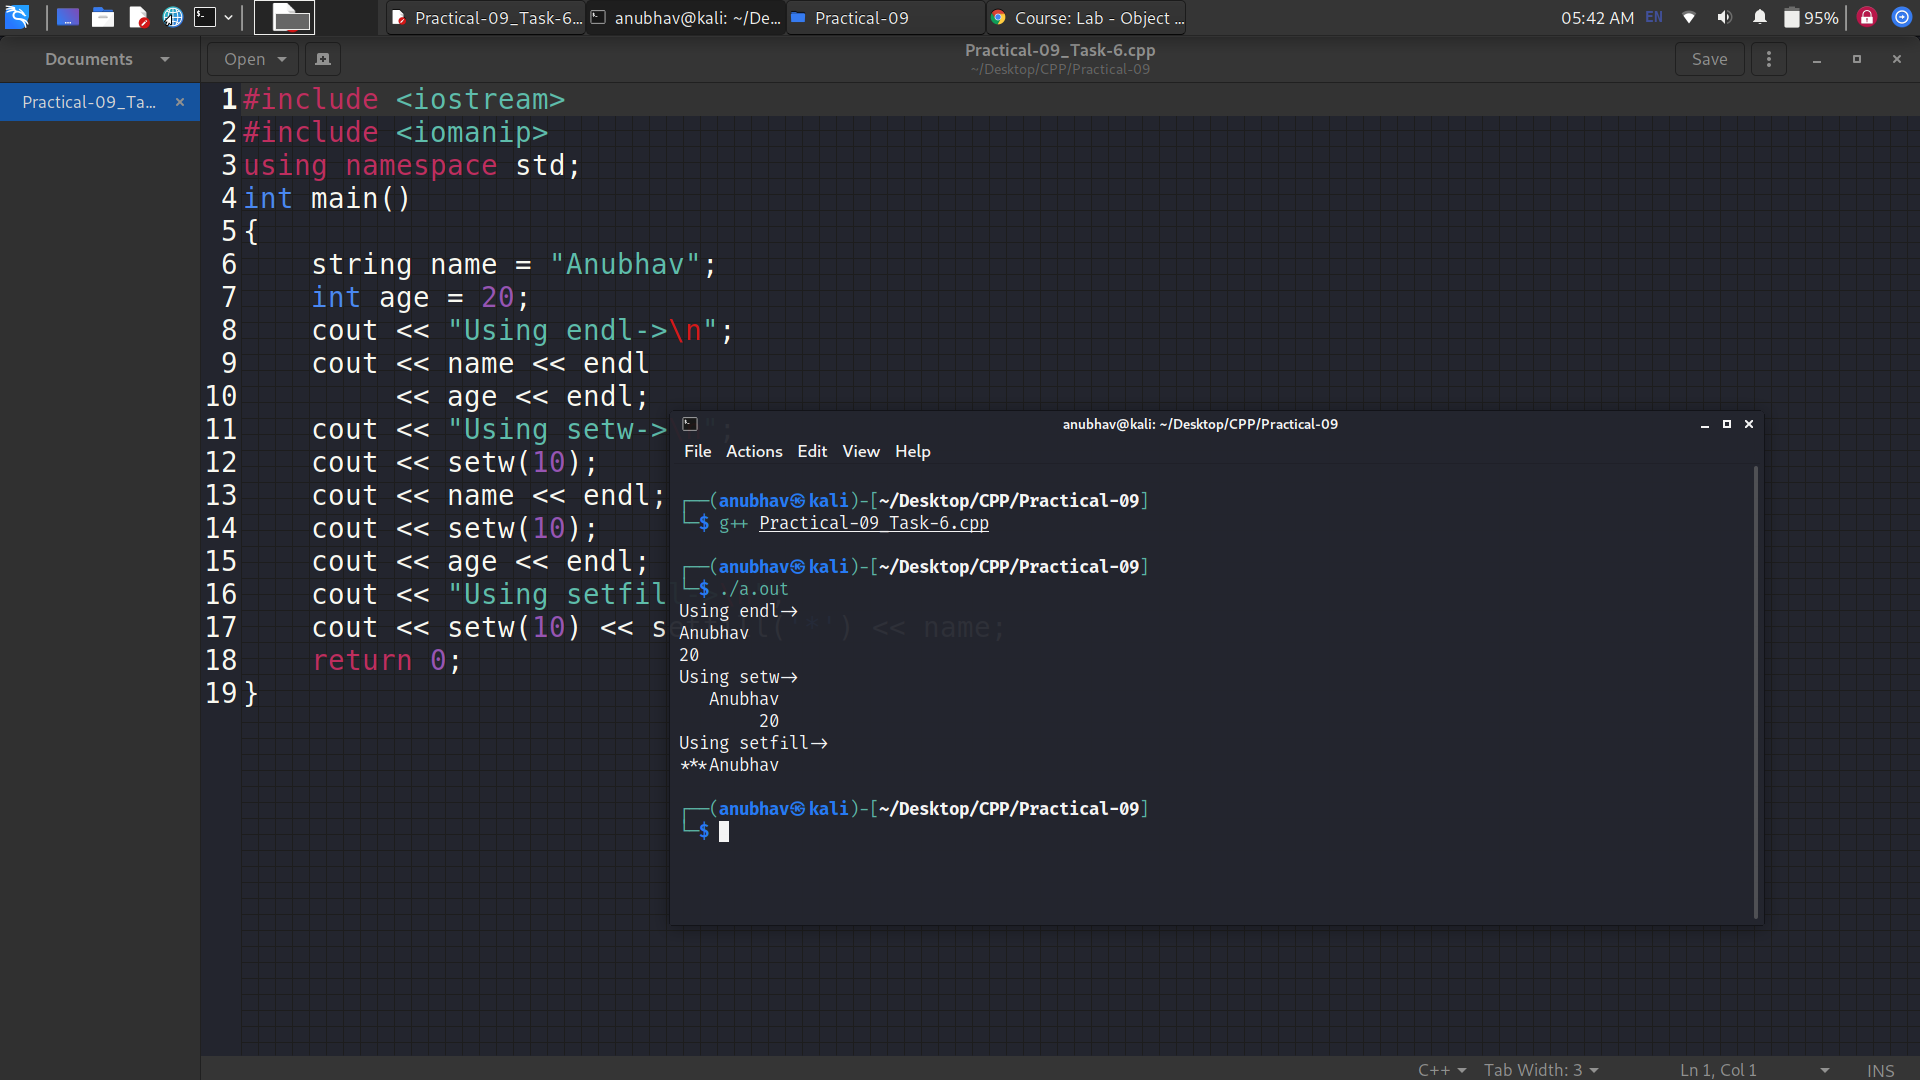 Practical-09_Task-6... anubhav@kali: ~/De... Practical-09 Course: Lab - Object ... 05:42 AM EN 95%
Documents Open Practical-09_Task-6.cpp Save
~/Desktop/CPP/Practical-09
Practical-09_Ta...
1 #include <iostream>
2 #include <iomanip>
3 using namespace std;
4 int main()
5 {
6 string name = "Anubhav";
7 int age = 20;
8 cout << "Using endl->\n";
9 cout << name << endl
10 << age << endl;
11 cout << "Using setw-> ";
12 cout << setw(10);
13 cout << name << endl;
14 cout << setw(10);
15 cout << age << endl;
16 cout << "Using setfill
17 cout << setw(10) << setfill('*') << name;
18 return 0;
19 }
anubhav@kali: ~/Desktop/CPP/Practical-09
File Actions Edit View Help
┌──(anubhav㉿kali)-[~/Desktop/CPP/Practical-09]
└─$ g++ Practical-09_Task-6.cpp
┌──(anubhav㉿kali)-[~/Desktop/CPP/Practical-09]
└─$ ./a.out
Using endl->
Anubhav
20
Using setw->
Anubhav
20
Using setfill->
***Anubhav
┌──(anubhav㉿kali)-[~/Desktop/CPP/Practical-09]
└─$
C++ Tab Width: 3 Ln 1, Col 1 INS